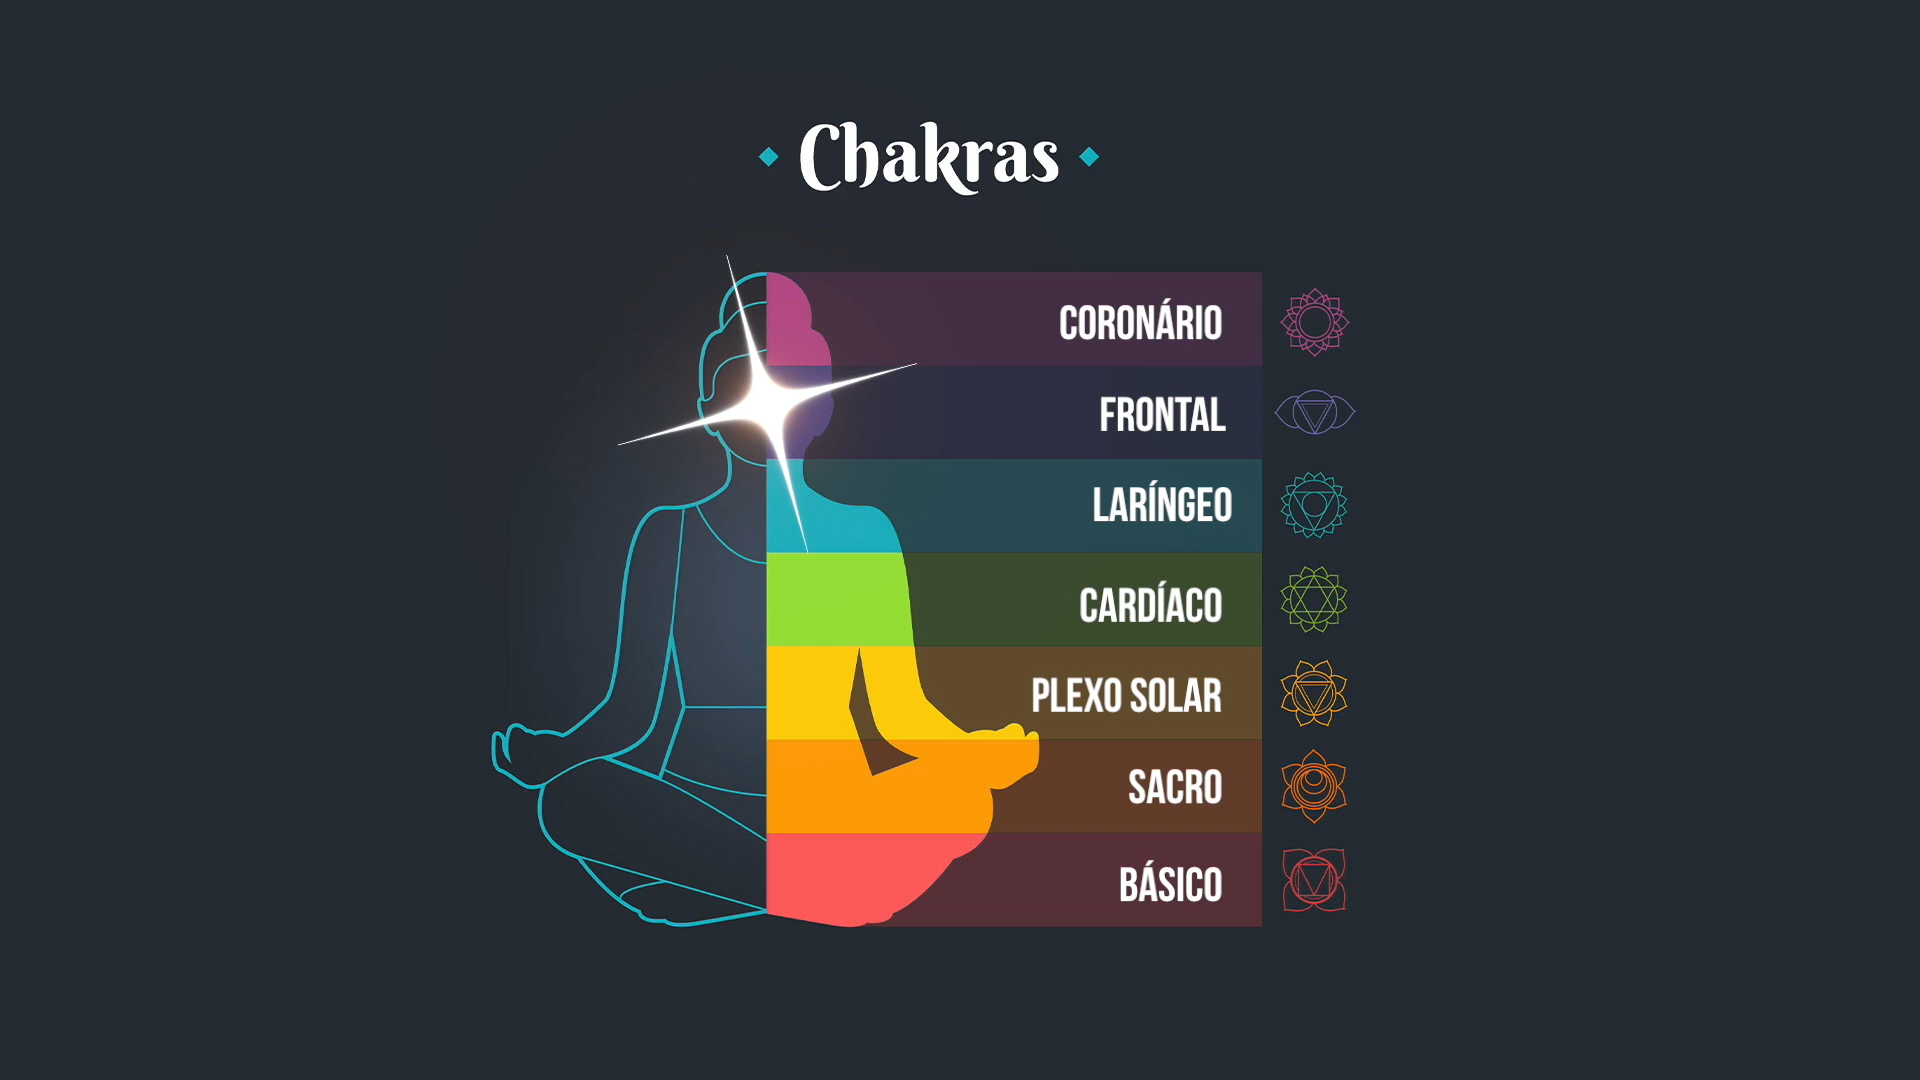 Chakras
CORONÁRIO
FRONTAL
LARÍNGEO
CARDÍACO
PLEXO SOLAR
SACRO
BÁSICO